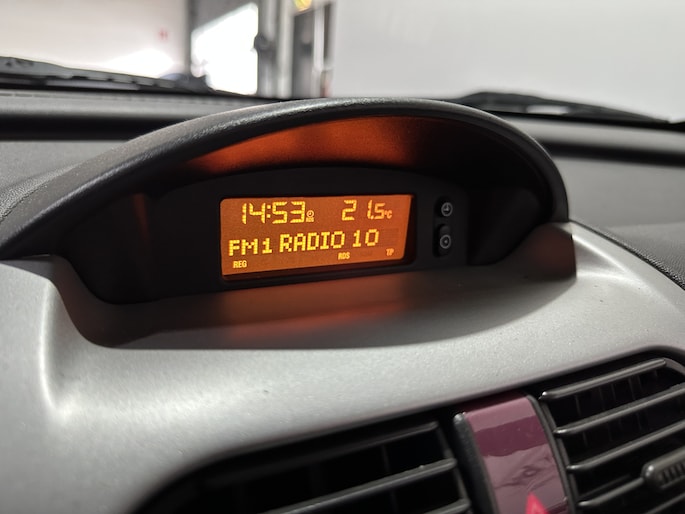 14:53 21.5°C
FM1 RADIO 10
REG RDS TP